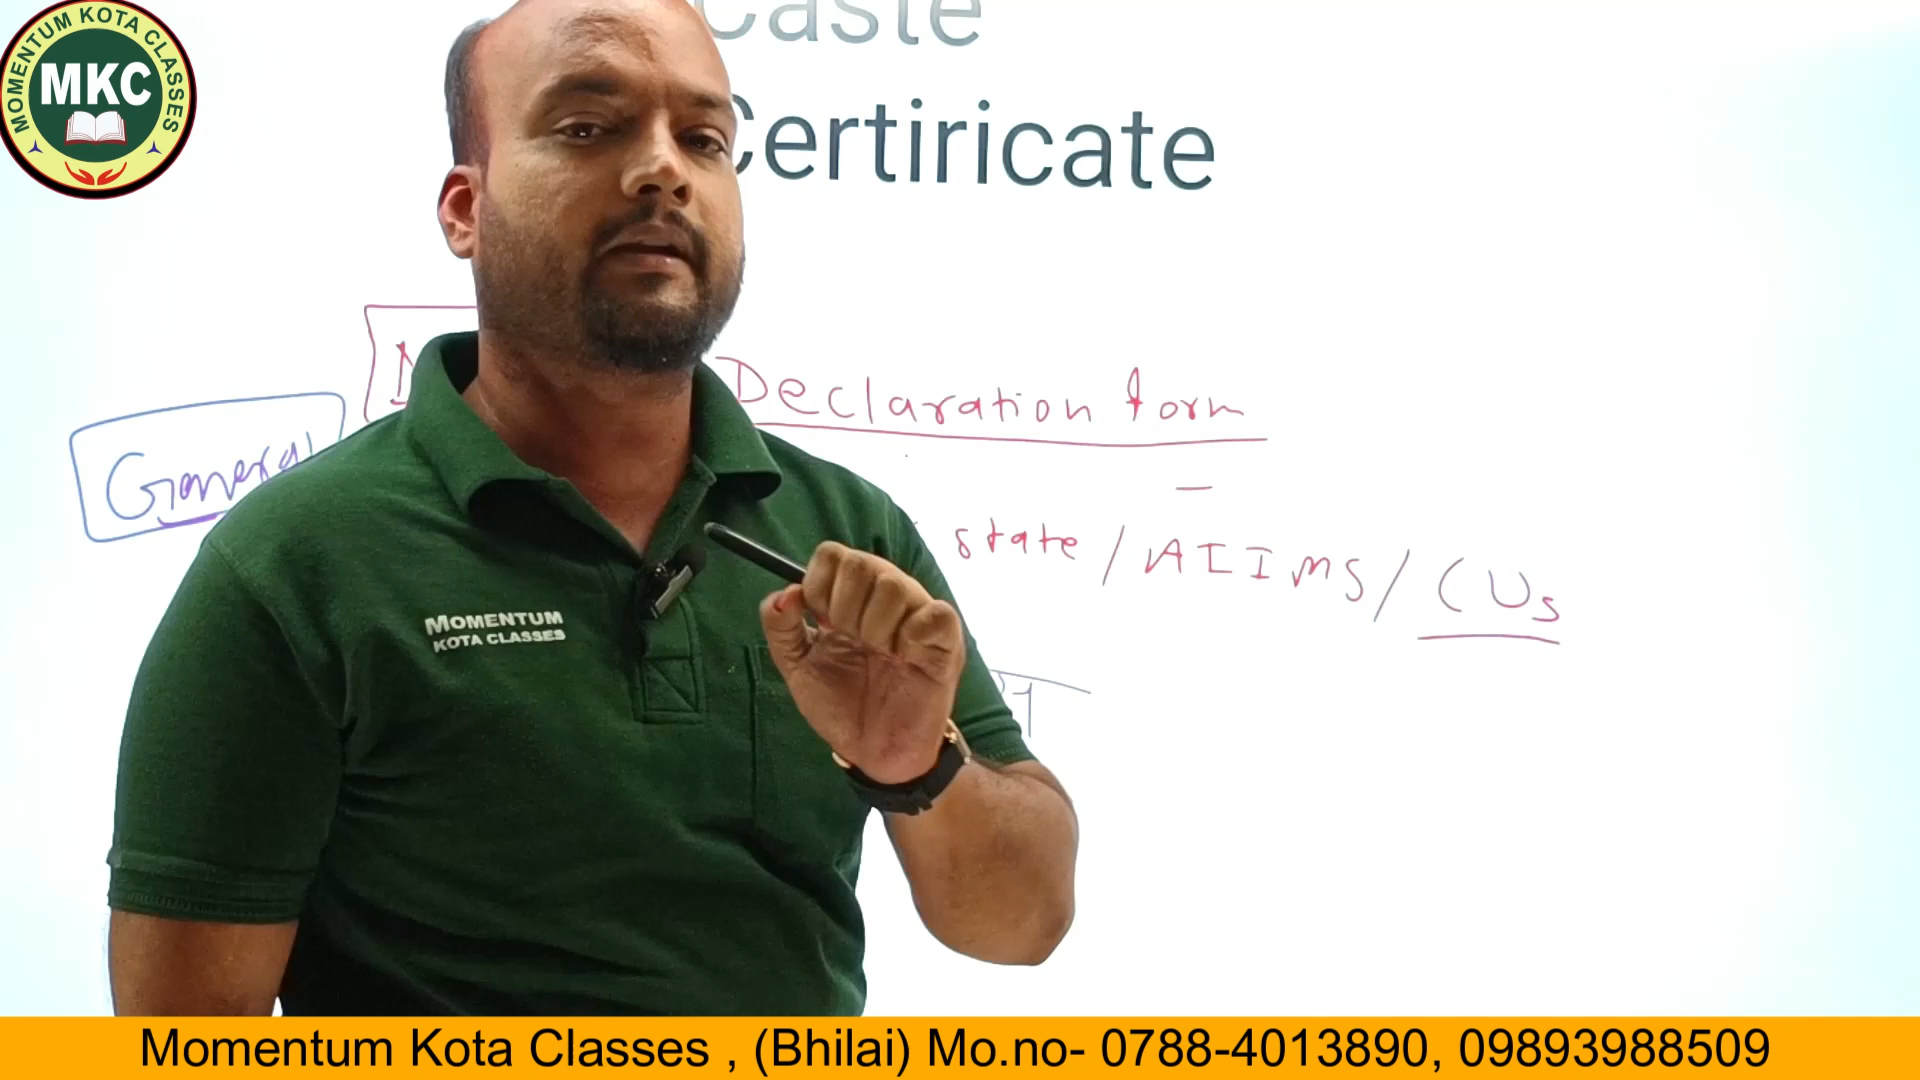 MOMENTUM KOTA CLASSES
MKC
Caste
Certiricate
Declaration form
General
state / AIIMS / CUs
MOMENTUM
KOTA CLASSES
Momentum Kota Classes , (Bhilai) Mo.no- 0788-4013890, 09893988509